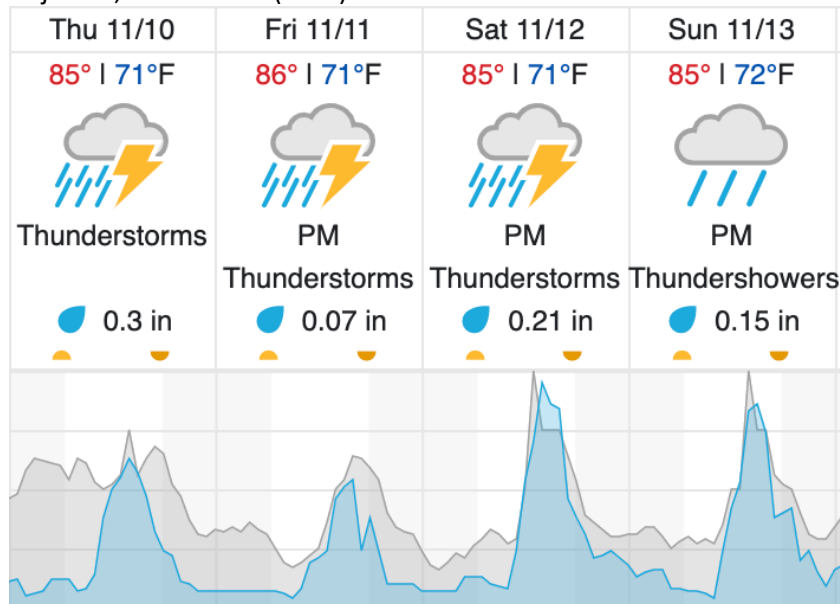 Thu 11/10
Fri 11/11
Sat 11/12
Sun 11/13
85° | 71°F
86° | 71°F
85° | 71°F
85° | 72°F
Thunderstorms
PM
Thunderstorms
PM
Thunderstorms
PM
Thundershowers
0.3 in
0.07 in
0.21 in
0.15 in